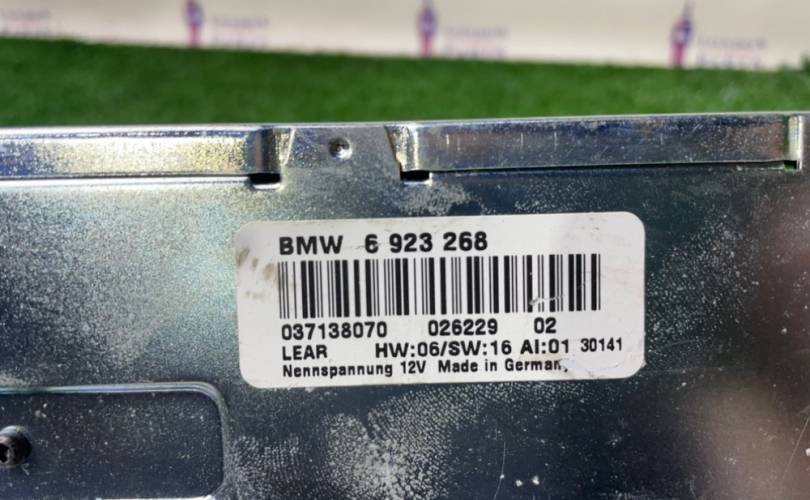 BMW 6 923 268
037138070 026229 02
LEAR HW:06/SW:16 AI:01 30141
Nennspannung 12V Made in Germany